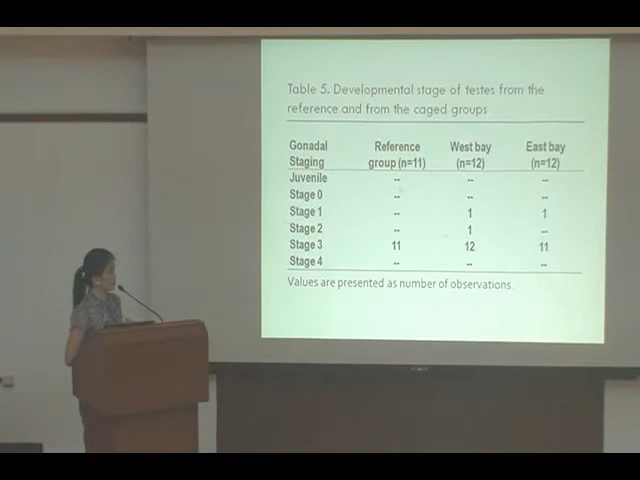 Table 5. Developmental stage of testes from the
reference and from the caged groups
Gonadal Staging Reference group (n=11) West bay (n=12) East bay (n=12)
Juvenile -- -- --
Stage 0 -- -- --
Stage 1 -- 1 1
Stage 2 -- 1 --
Stage 3 11 12 11
Stage 4 -- -- --
Values are presented as number of observations.